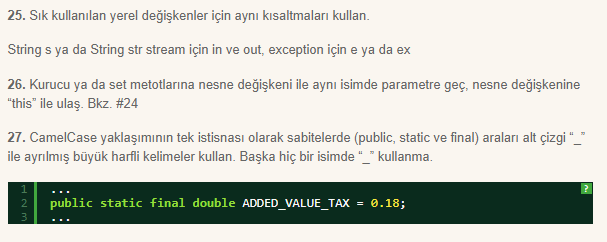 25. Sık kullanılan yerel değişkenler için aynı kısaltmaları kullan.
String s ya da String str stream için in ve out, exception için e ya da ex
26. Kurucu ya da set metotlarına nesne değişkeni ile aynı isimde parametre geç, nesne değişkenine
“this” ile ulaş. Bkz. #24
27. CamelCase yaklaşımının tek istisnası olarak sabitelerde (public, static ve final) araları alt çizgi “_”
ile ayrılmış büyük harfli kelimeler kullan. Başka hiç bir isimde “_” kullanma.
?
1 ...
2 public static final double ADDED_VALUE_TAX = 0.18;
3 ...